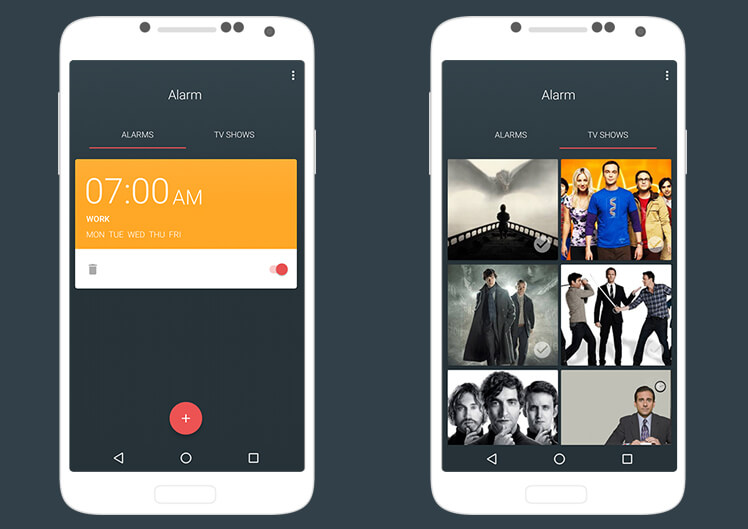 Alarm
ALARMS TV SHOWS
07:00 AM
WORK
MON TUE WED THU FRI
Alarm
ALARMS TV SHOWS